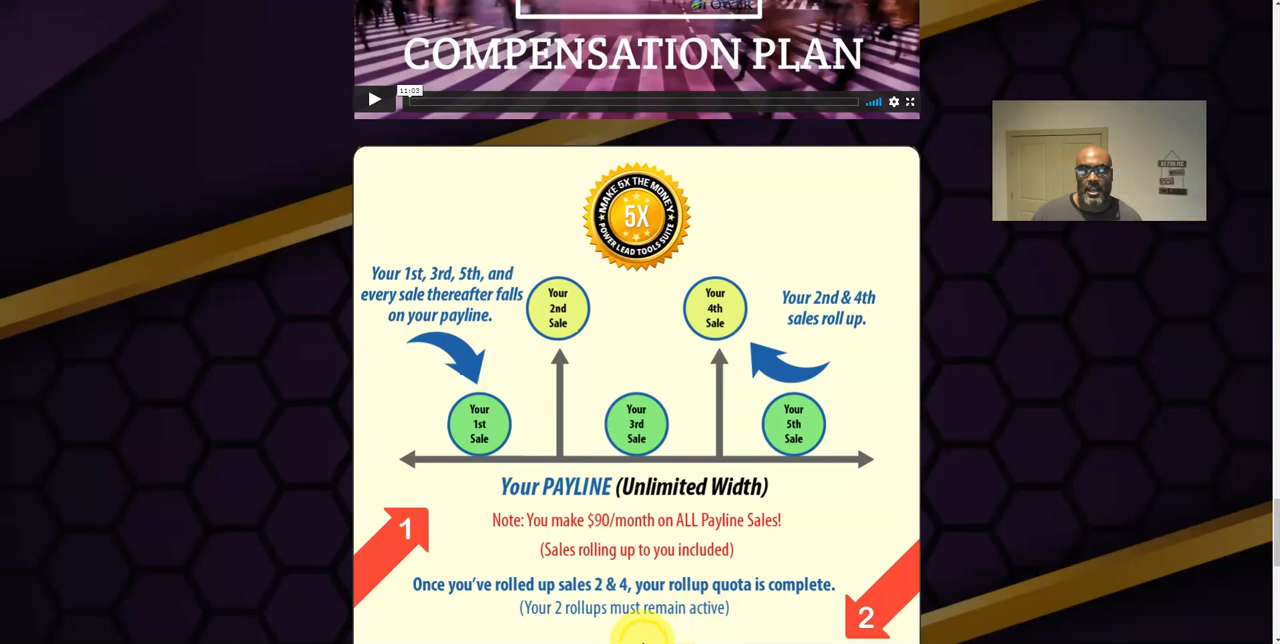 COMPENSATION PLAN
11:03
MAKE 5X THE MONEY
5X
POWER LEAD TOOLS SUITE
Your 1st, 3rd, 5th, and
every sale thereafter falls
on your payline.
Your
2nd
Sale
Your
4th
Sale
Your 2nd & 4th
sales roll up.
Your
1st
Sale
Your
3rd
Sale
Your
5th
Sale
Your PAYLINE (Unlimited Width)
1
Note: You make $90/month on ALL Payline Sales!
(Sales rolling up to you included)
Once you've rolled up sales 2 & 4, your rollup quota is complete.
(Your 2 rollups must remain active)
2